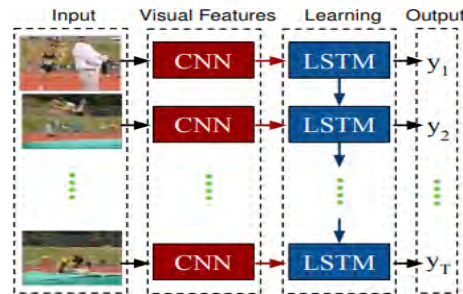 Input Visual Features Learning Output
CNN LSTM y1
CNN LSTM y2
CNN LSTM yT